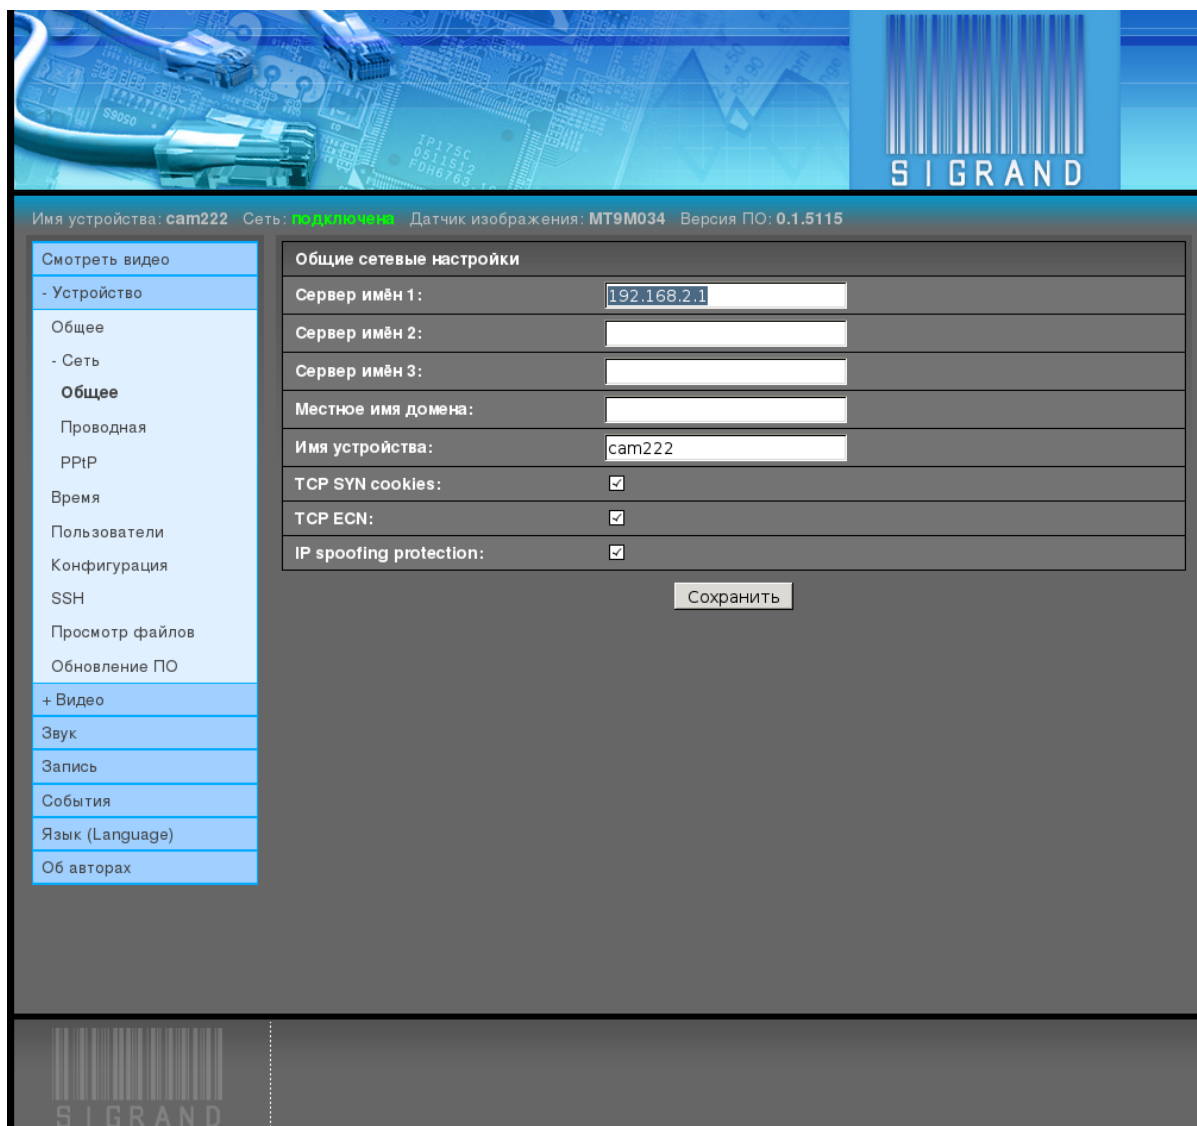 S9OSO
IP175C
0511S12
SIGRAND
Имя устройства: cam222 Сеть: подключена Датчик изображения: MT9M034 Версия ПО: 0.1.5115
Смотреть видео
- Устройство
Общее
- Сеть
Общее
Проводная
PPtP
Время
Пользователи
Конфигурация
SSH
Просмотр файлов
Обновление ПО
+ Видео
Звук
Запись
События
Язык (Language)
Об авторах
Общие сетевые настройки
Сервер имён 1: 192.168.2.1
Сервер имён 2:
Сервер имён 3:
Местное имя домена:
Имя устройства: cam222
TCP SYN cookies:
TCP ECN:
IP spoofing protection:
Сохранить
SIGRAND